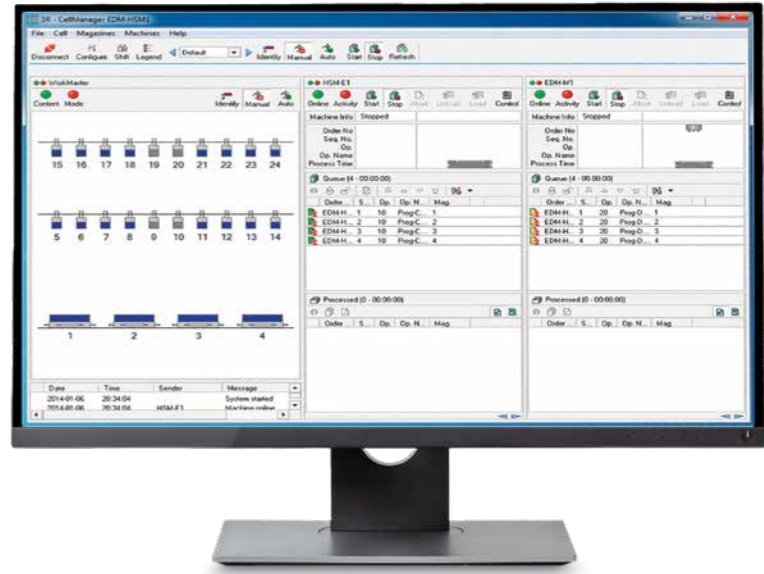 3R - CellManager EDM-HSM1
File Cell Magazines Machines Help
Disconnect Configure Shift Legend Default Identify Manual Auto Start Stop Refresh
WorkMaster
Content Mode Identify Manual Auto
15 16 17 18 19 20 21 22 23 24
5 6 7 8 9 10 11 12 13 14
1 2 3 4
Date Time Sender Message
2014-01-06 20:34:04 System started
2014-01-06 20:34:04 HSM-E1 Machine online
HSM-E1
Online Activity Start Stop Abort Unload Load Control
Machine Info Stopped
Order No
Seq. No.
Op.
Op. Name
Process Time
Queue (4 - 00:00:00)
Order ... S... Op. Op. N... Mag.
EDM-H... 1 10 Prog-C... 1
EDM-H... 2 10 Prog-C... 2
EDM-H... 3 10 Prog-C... 3
EDM-H... 4 10 Prog-C... 4
Processed (0 - 00:00:00)
Order ... S... Op. Op. N... Mag.
EDM-M1
Online Activity Start Stop Abort Unload Load Control
Machine Info Stopped
Order No
Seq. No.
Op.
Op. Name
Process Time
Queue (4 - 00:00:00)
Order ... S... Op. Op. N... Mag.
EDM-H... 1 20 Prog-D... 1
EDM-H... 2 20 Prog-D... 2
EDM-H... 3 20 Prog-D... 3
EDM-H... 4 20 Prog-D... 4
Processed (0 - 00:00:00)
Order ... S... Op. Op. N... Mag.